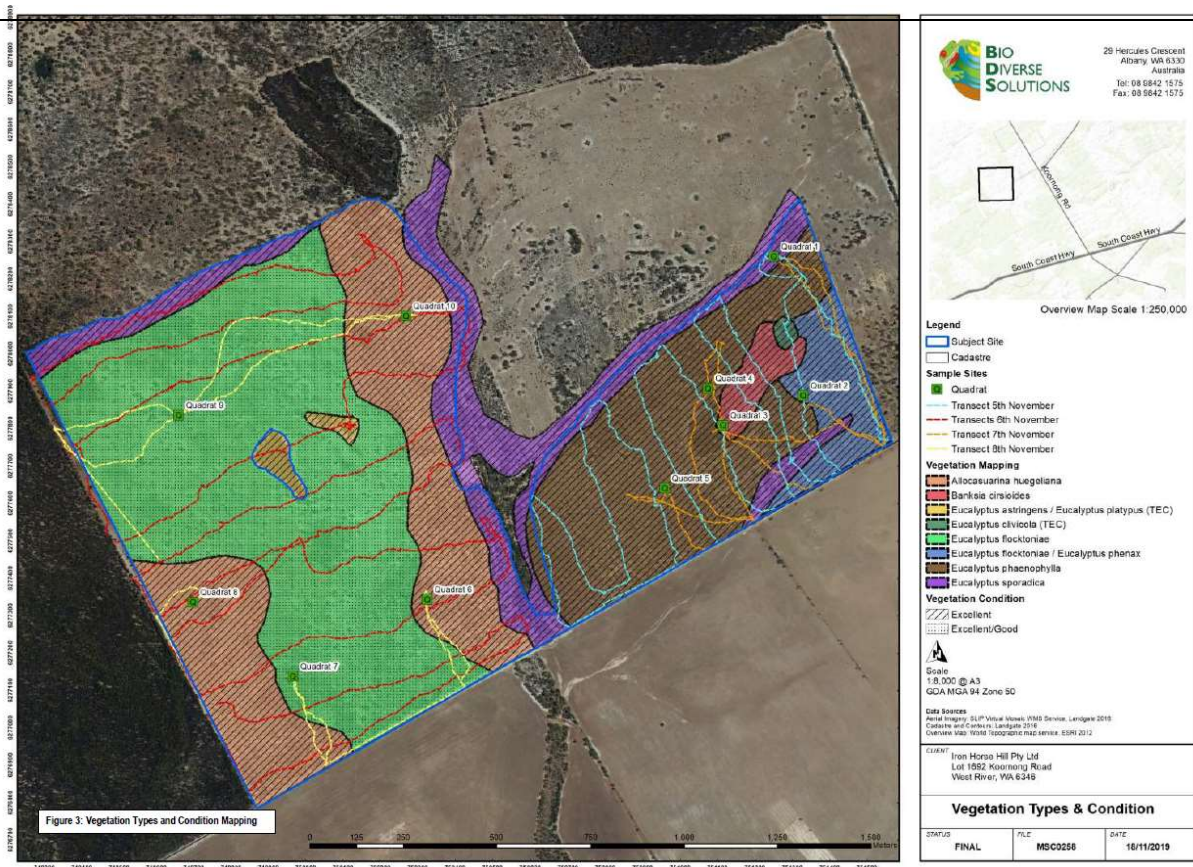 BIO
DIVERSE
SOLUTIONS
29 Hercules Crescent
Albany, WA 6330
Australia
Tel: 08 9842 1575
Fax: 08 9842 1575
Koornong Rd
South Coast Hwy
South Coast Hwy
Overview Map Scale 1:250,000
Legend
Subject Site
Cadastre
Sample Sites
Quadrat
Transect 5th November
Transects 6th November
Transect 7th November
Transect 8th November
Vegetation Mapping
Allocasuarina huegeliana
Banksia cirsioides
Eucalyptus astringens / Eucalyptus platypus (TEC)
Eucalyptus clivicola (TEC)
Eucalyptus flocktoniae
Eucalyptus flocktoniae / Eucalyptus phenax
Eucalyptus phaenophylla
Eucalyptus sporadica
Vegetation Condition
Excellent
Excellent/Good
N
Scale
1:8,000 @ A3
GDA MGA 94 Zone 50
Data Sources
CLIENT
Iron Horse Hill Pty Ltd
Lot 1692 Koornong Road
West River, WA 6346
Vegetation Types & Condition
STATUS
FINAL
FILE
MSC0258
DATE
18/11/2019
Quadrat 1
Quadrat 10
Quadrat 4
Quadrat 2
Quadrat 9
Quadrat 3
Quadrat 5
Quadrat 8
Quadrat 6
Quadrat 7
Figure 3: Vegetation Types and Condition Mapping
0 125 250 500 750 1,000 1,250 1,500
Meters